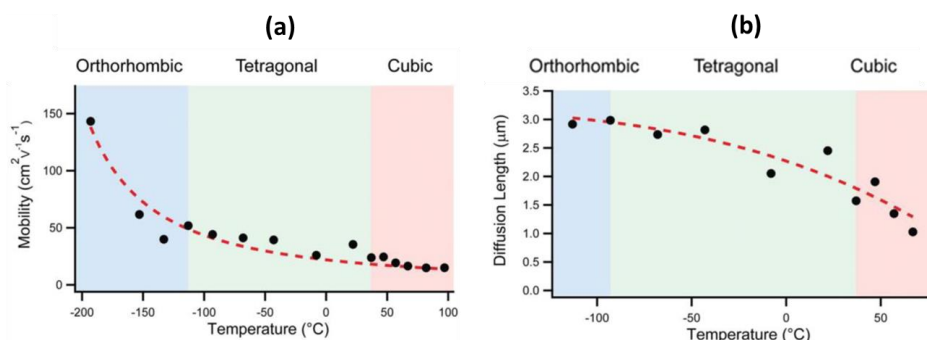 (a)
Orthorhombic Tetragonal Cubic
Mobility (cm²V⁻¹s⁻¹)
150
100
50
0
-200 -150 -100 -50 0 50 100
Temperature (°C)
(b)
Orthorhombic Tetragonal Cubic
Diffusion Length (μm)
3.5
3.0
2.5
2.0
1.5
1.0
0.5
0.0
-100 -50 0 50
Temperature (°C)